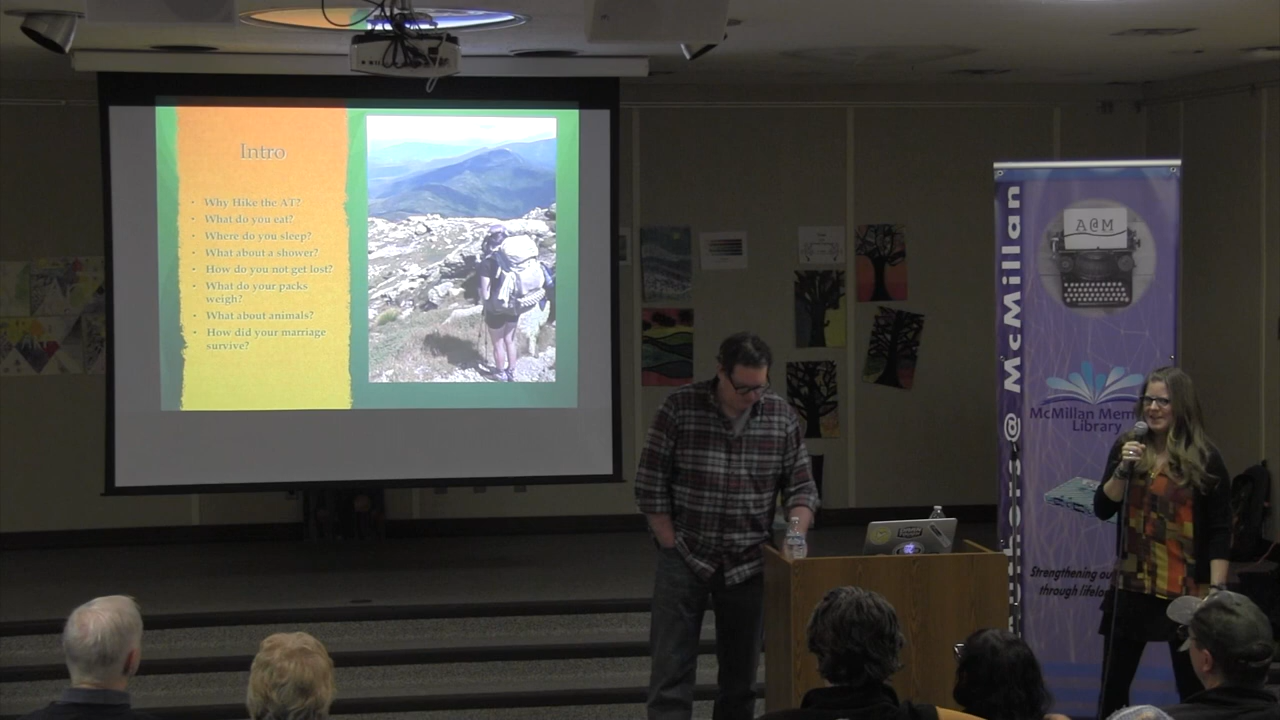 Intro
• Why Hike the AT?
• What do you eat?
• Where do you sleep?
• What about a shower?
• How do you not get lost?
• What do your packs
weigh?
• What about animals?
• How did your marriage
survive?
A@M
@ McMillan
McMillan Mem
Library
Strengthening ou
through lifelo